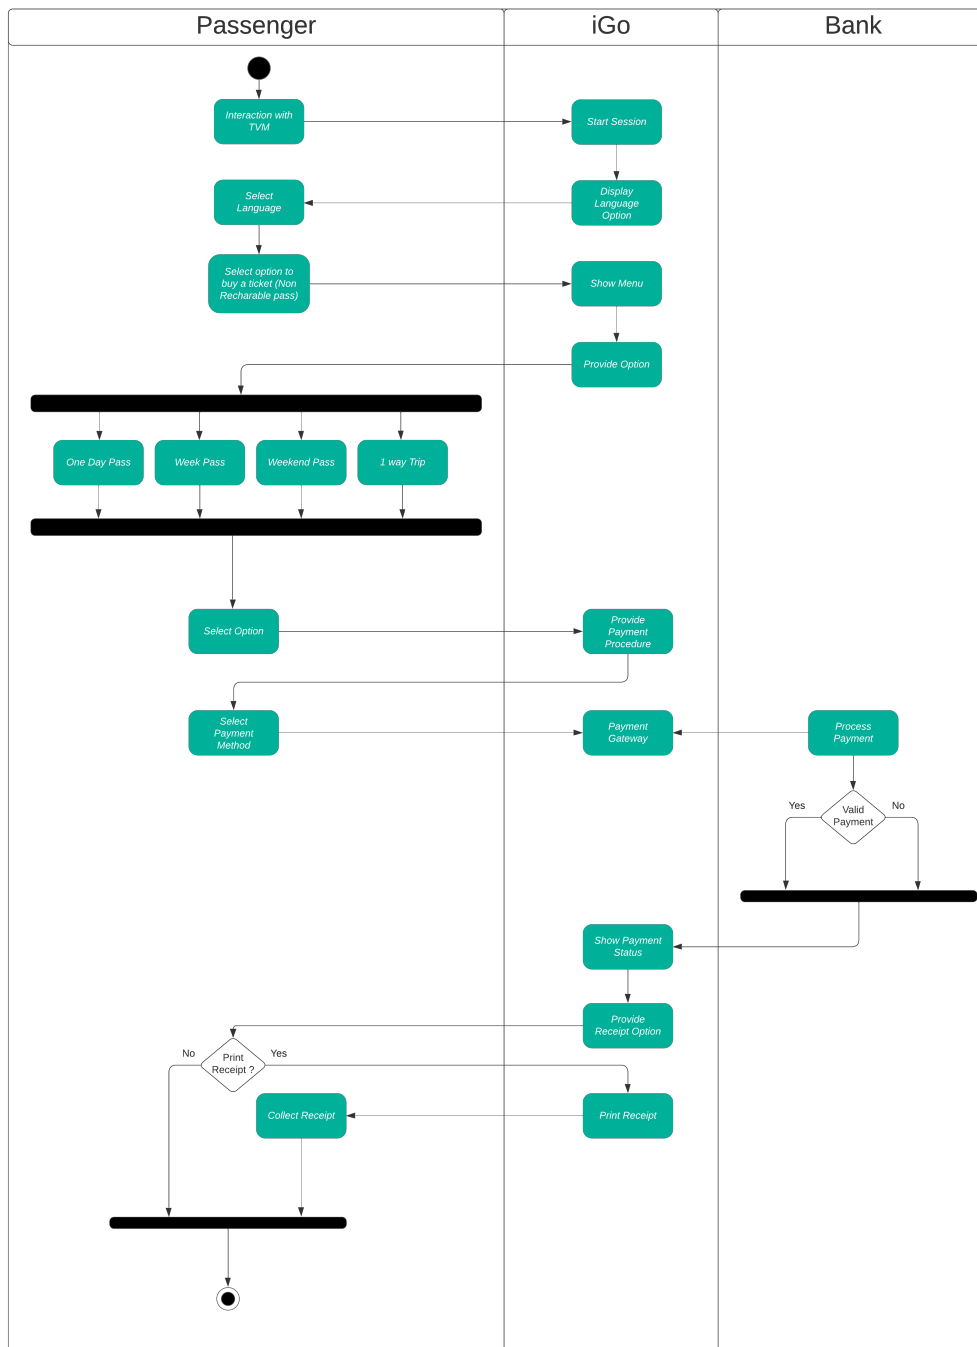 Passenger
iGo
Bank
Interaction with
TVM
Start Session
Select
Language
Display
Language
Option
Select option to
buy a ticket (Non
Recharable pass)
Show Menu
Provide Option
One Day Pass
Week Pass
Weekend Pass
1 way Trip
Select Option
Provide
Payment
Procedure
Select
Payment
Method
Payment
Gateway
Process
Payment
Yes
Valid
Payment
No
Show Payment
Status
Provide
Receipt Option
No
Print
Receipt ?
Yes
Collect Receipt
Print Receipt